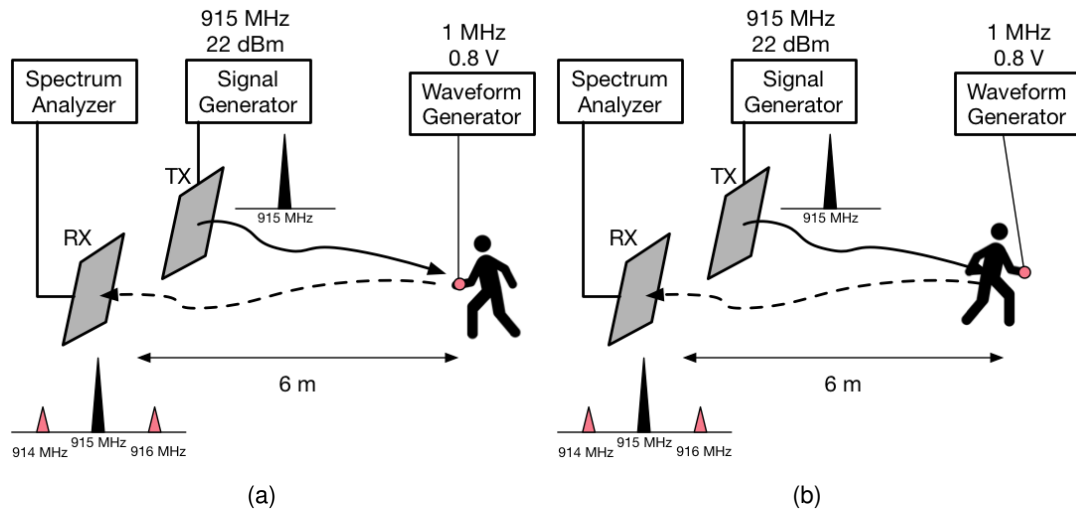 915 MHz
22 dBm
1 MHz
0.8 V
Spectrum
Analyzer
Signal
Generator
Waveform
Generator
TX
915 MHz
RX
6 m
914 MHz
915 MHz
916 MHz
(a)
915 MHz
22 dBm
1 MHz
0.8 V
Spectrum
Analyzer
Signal
Generator
Waveform
Generator
TX
915 MHz
RX
6 m
914 MHz
915 MHz
916 MHz
(b)